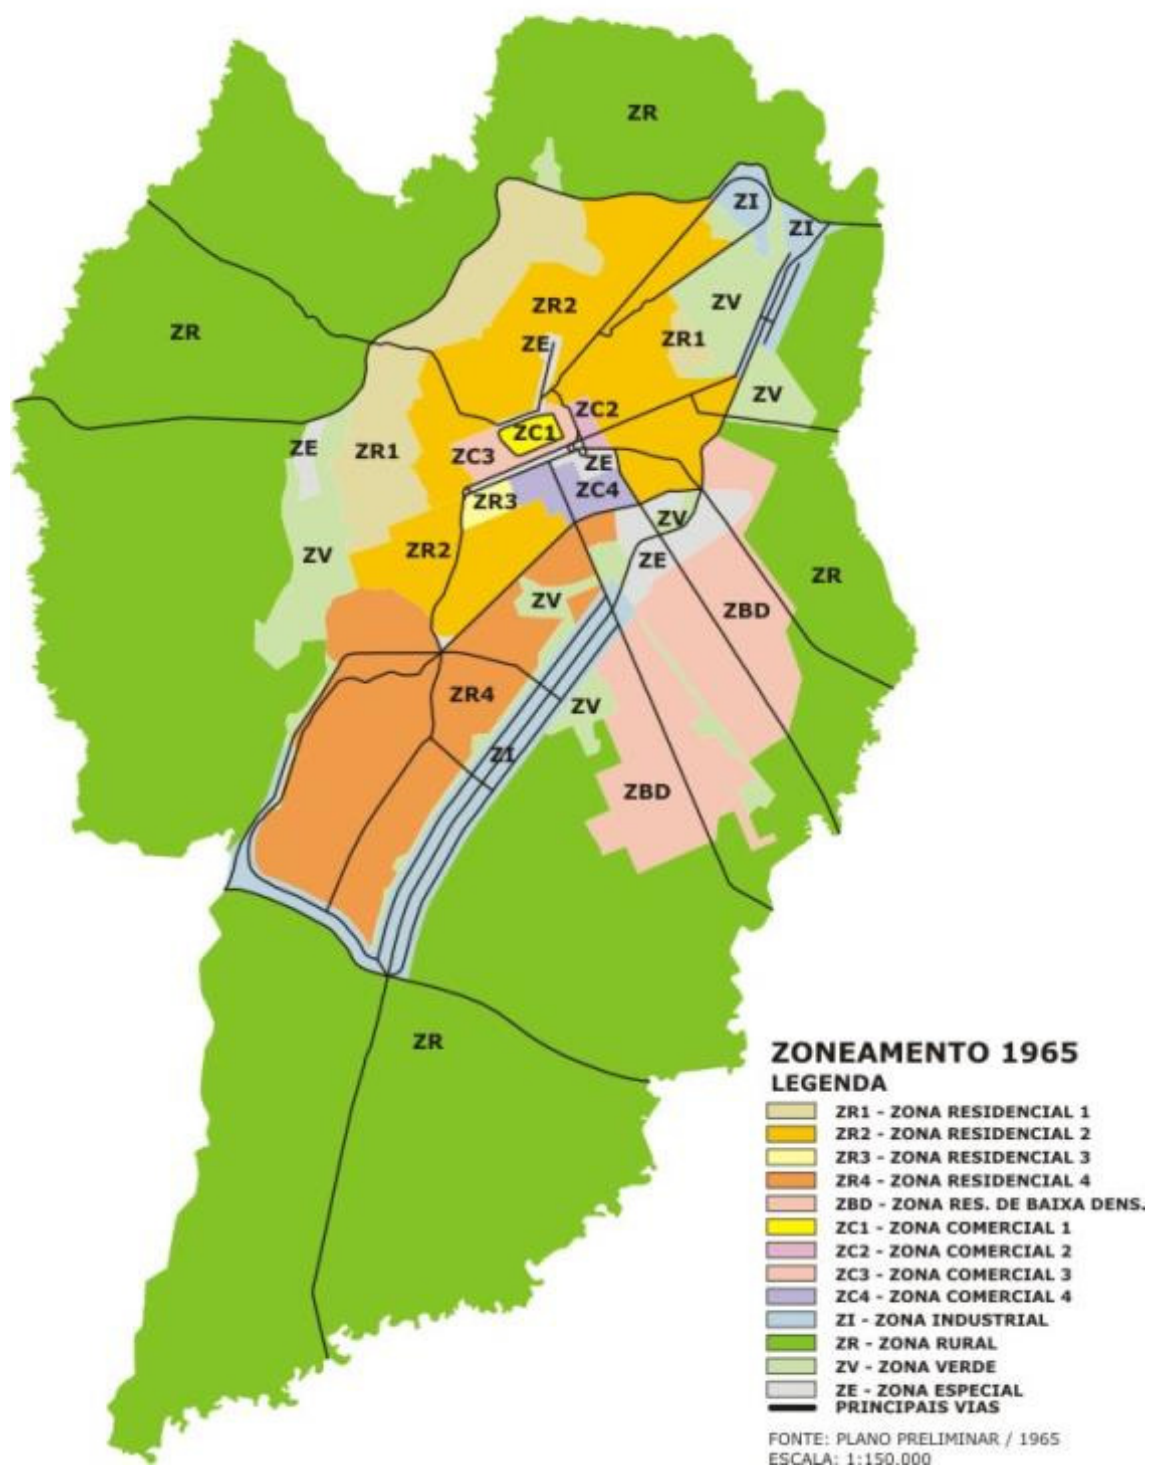 ZR
ZI
ZI
ZR2
ZV
ZR
ZE
ZR1
ZV
ZC2
ZC1
ZE
ZR1
ZC3
ZE
ZR3
ZC4
ZV
ZV
ZR2
ZE
ZR
ZV
ZBD
ZR4
ZV
ZI
ZBD
ZR
ZONEAMENTO 1965
LEGENDA
ZR1 - ZONA RESIDENCIAL 1
ZR2 - ZONA RESIDENCIAL 2
ZR3 - ZONA RESIDENCIAL 3
ZR4 - ZONA RESIDENCIAL 4
ZBD - ZONA RES. DE BAIXA DENS.
ZC1 - ZONA COMERCIAL 1
ZC2 - ZONA COMERCIAL 2
ZC3 - ZONA COMERCIAL 3
ZC4 - ZONA COMERCIAL 4
ZI - ZONA INDUSTRIAL
ZR - ZONA RURAL
ZV - ZONA VERDE
ZE - ZONA ESPECIAL
PRINCIPAIS VIAS
FONTE: PLANO PRELIMINAR / 1965
ESCALA: 1:150.000